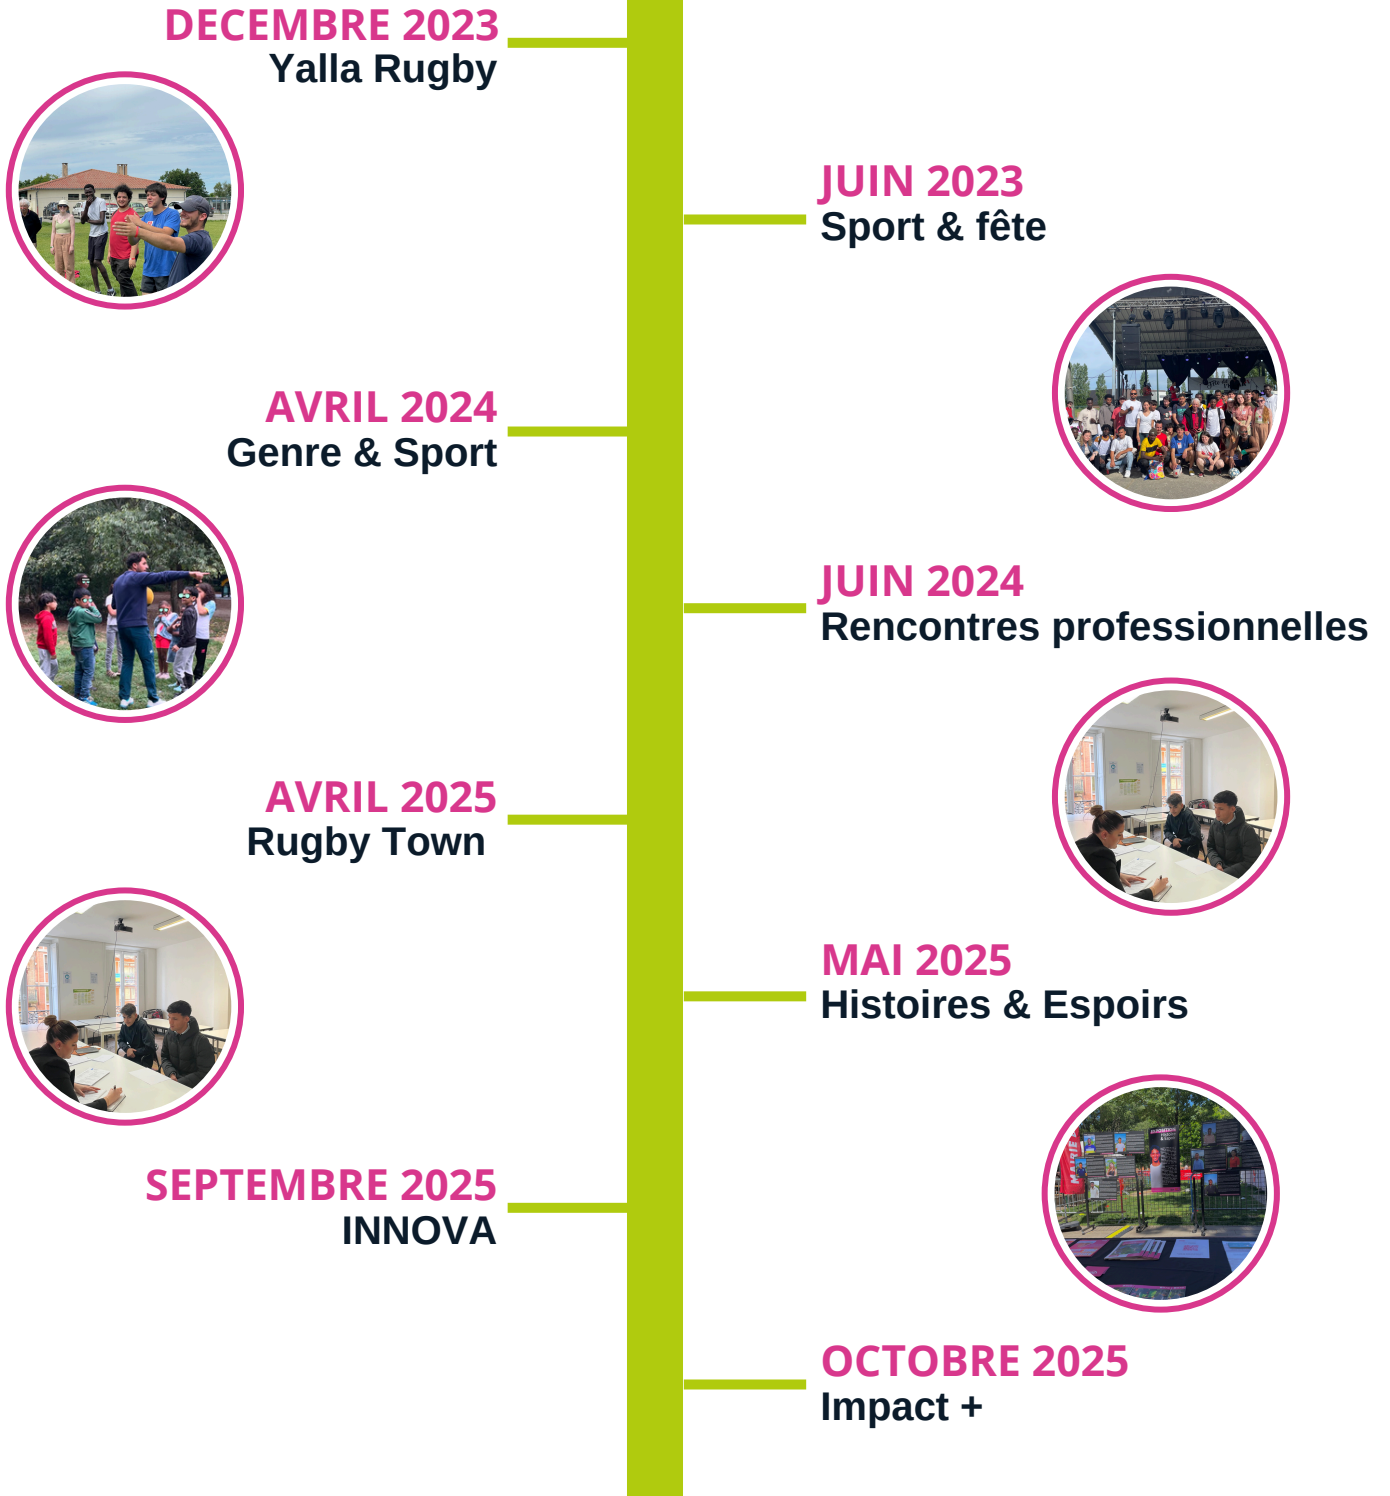 DECEMBRE 2023
Yalla Rugby
JUIN 2023
Sport & fête
AVRIL 2024
Genre & Sport
JUIN 2024
Rencontres professionnelles
AVRIL 2025
Rugby Town
MAI 2025
Histoires & Espoirs
MAIRIE
SEPTEMBRE 2025
INNOVA
OCTOBRE 2025
Impact +